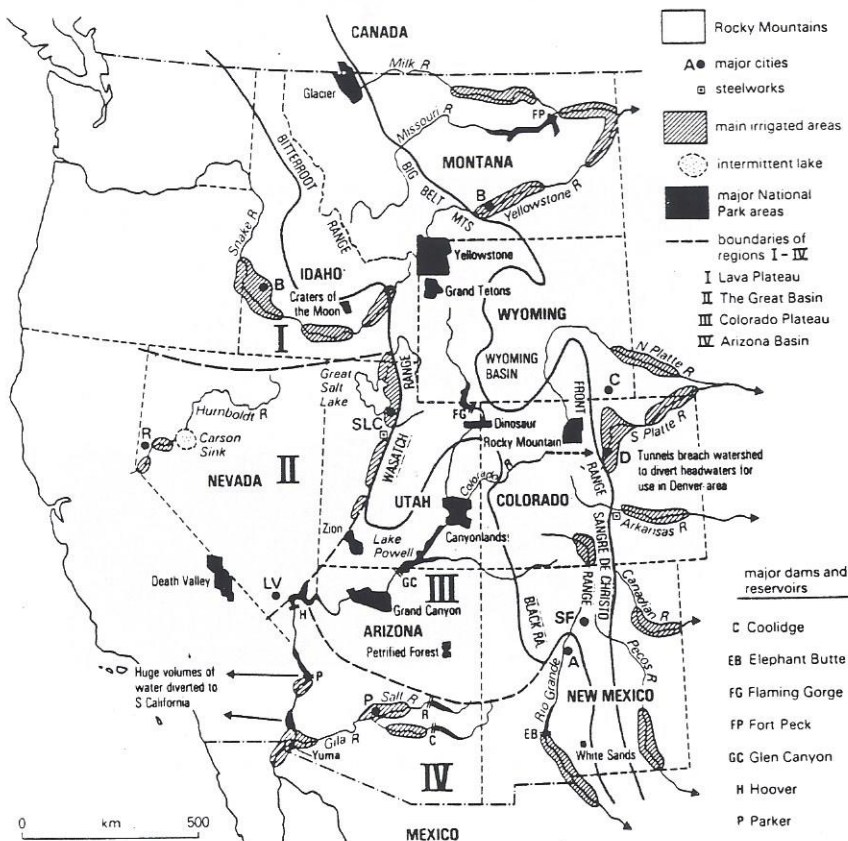 CANADA
Milk R
Glacier
Missouri R
FP
MONTANA
BITTERROOT
RANGE
BIG
BELT
MTS
B
Yellowstone R
Snake R
IDAHO
B
Craters of
the Moon
Yellowstone
Grand Tetons
I
WYOMING
WYOMING
BASIN
N Platte R
Great
Salt
Lake
RANGE
FRONT
C
Humboldt R
SLC
FG
Dinosaur
Rocky Mountain
S Platte R
R
Carson
Sink
WASATCH
D
Tunnels breach watershed
to divert headwaters for
use in Denver area
NEVADA
II
UTAH
Colorado
R
COLORADO
RANGE
Arkansas R
Zion
Lake
Powell
Canyonlands
SANGRE DE CHRISTO
Death Valley
LV
GC
III
RANGE
Canadian
R
H
Grand Canyon
ARIZONA
BLACK RA.
SF
Petrified Forest
A
Pecos R
Huge volumes of
water diverted to
S California
P
P
Salt R
R
Rio Grande
NEW MEXICO
Gila R
C
EB
White Sands
Yuma
IV
0 km 500
MEXICO
Rocky Mountains
A major cities
steelworks
main irrigated areas
intermittent lake
major National
Park areas
boundaries of
regions I - IV
I Lava Plateau
II The Great Basin
III Colorado Plateau
IV Arizona Basin
major dams and
reservoirs
C Coolidge
EB Elephant Butte
FG Flaming Gorge
FP Fort Peck
GC Glen Canyon
H Hoover
P Parker